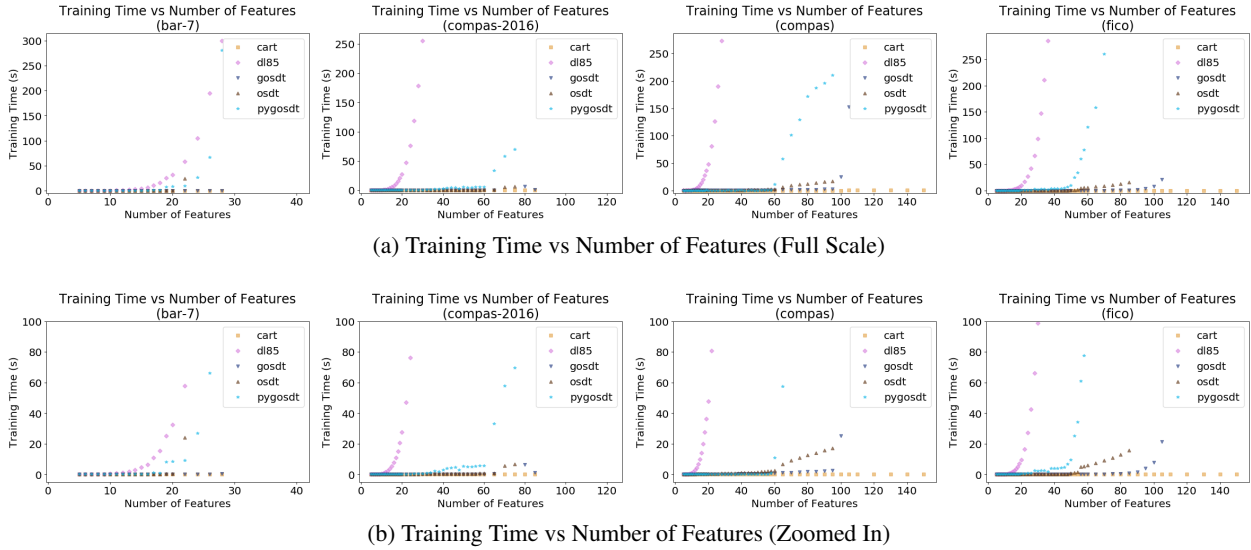 Training Time vs Number of Features
(bar-7)
Training Time (s)
300
250
200
150
100
50
0
0 10 20 30 40
Number of Features
cart
dl85
gosdt
osdt
pygosdt
Training Time vs Number of Features
(compas-2016)
Training Time (s)
250
200
150
100
50
0
0 20 40 60 80 100 120
Number of Features
cart
dl85
gosdt
osdt
pygosdt
Training Time vs Number of Features
(compas)
Training Time (s)
250
200
150
100
50
0
20 40 60 80 100 120 140
Number of Features
cart
dl85
gosdt
osdt
pygosdt
Training Time vs Number of Features
(fico)
Training Time (s)
250
200
150
100
50
0
0 20 40 60 80 100 120 140
Number of Features
cart
dl85
gosdt
osdt
pygosdt
(a) Training Time vs Number of Features (Full Scale)
Training Time vs Number of Features
(bar-7)
Training Time (s)
100
80
60
40
20
0
0 10 20 30 40
Number of Features
cart
dl85
gosdt
osdt
pygosdt
Training Time vs Number of Features
(compas-2016)
Training Time (s)
100
80
60
40
20
0
0 20 40 60 80 100 120
Number of Features
cart
dl85
gosdt
osdt
pygosdt
Training Time vs Number of Features
(compas)
Training Time (s)
100
80
60
40
20
0
20 40 60 80 100 120 140
Number of Features
cart
dl85
gosdt
osdt
pygosdt
Training Time vs Number of Features
(fico)
Training Time (s)
100
80
60
40
20
0
0 20 40 60 80 100 120 140
Number of Features
cart
dl85
gosdt
osdt
pygosdt
(b) Training Time vs Number of Features (Zoomed In)